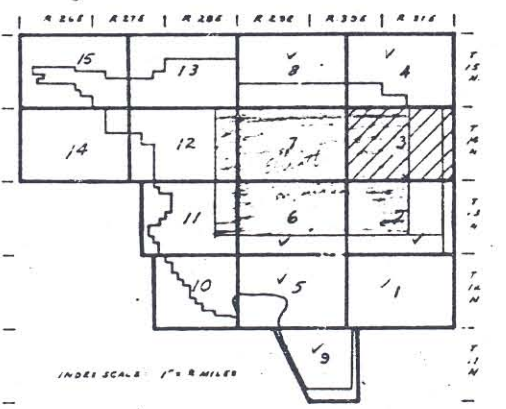 R 26E R 27E R 28E R 29E R 30E R 31E
15 13 8 4
T 15 N
14 12 7 3
T 14 N
11 6 2
T 13 N
10 5 1
T 12 N
9
T 11 N
INDEX SCALE: 1" = 8 MILES